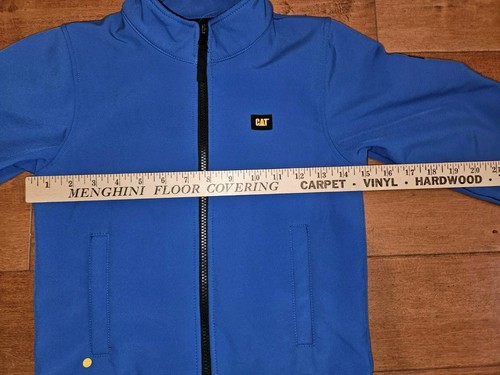 CAT
1 2 3 4 5 6 7 8 9 10 11 12 13 14 15 16 17 18 19 20 21
MENGHINI FLOOR COVERING CARPET · VINYL · HARDWOOD ·